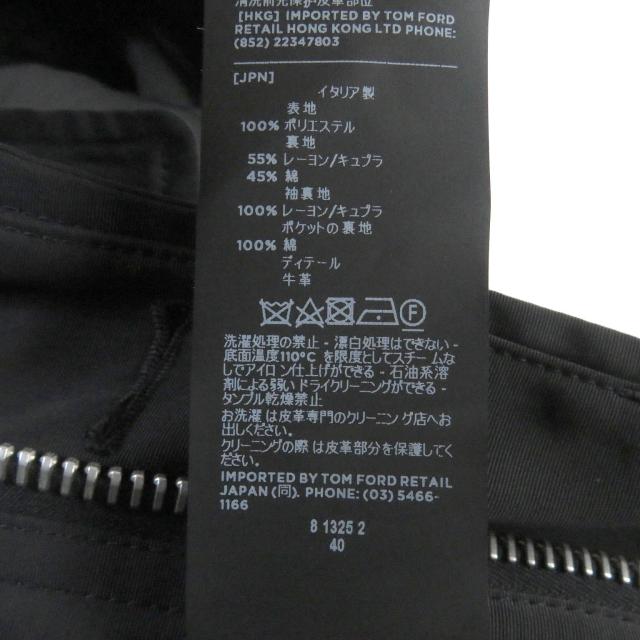 清洗前先保护皮革部位
[HKG] IMPORTED BY TOM FORD
RETAIL HONG KONG LTD PHONE:
(852) 22347803
[JPN]
イタリア製
表地
100% ポリエステル
裏地
55% レーヨン/キュプラ
45% 綿
袖裏地
100% レーヨン/キュプラ
ポケットの裏地
100% 綿
ディテール
牛革
F
洗濯処理の禁止 - 漂白処理はできない -
底面温度110°C を限度としてスチームな
しでアイロン仕上げができる - 石油系溶
剤による弱いドライクリーニングができる -
タンブル乾燥禁止
お洗濯は皮革専門のクリーニング店へお
出しください。
クリーニングの際は皮革部分を保護してく
ださい。
IMPORTED BY TOM FORD RETAIL
JAPAN (同). PHONE: (03) 5466-
1166
8 1325 2
40